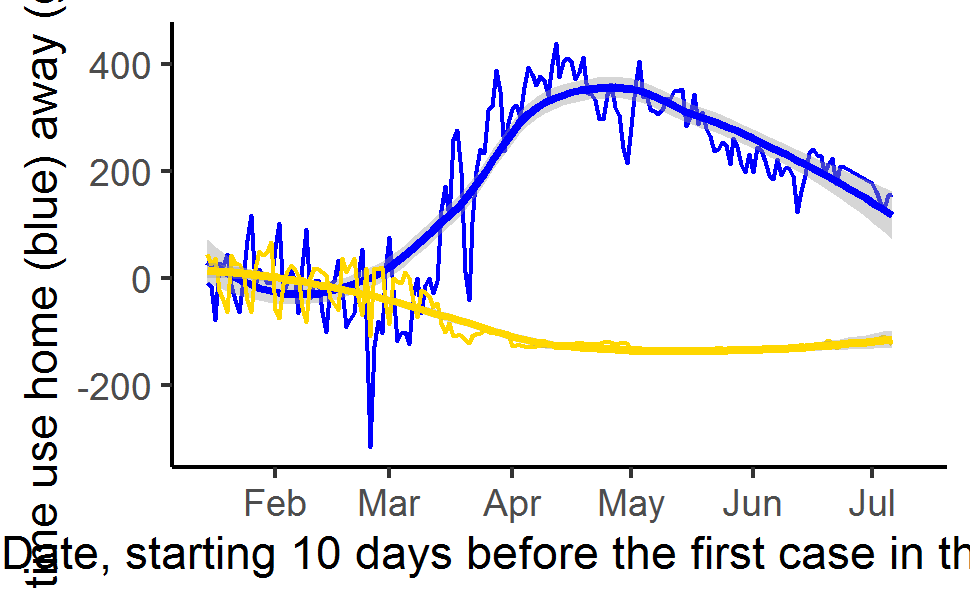 time use home (blue) away (g
400
200
0
-200
Feb Mar Apr May Jun Jul
Date, starting 10 days before the first case in th